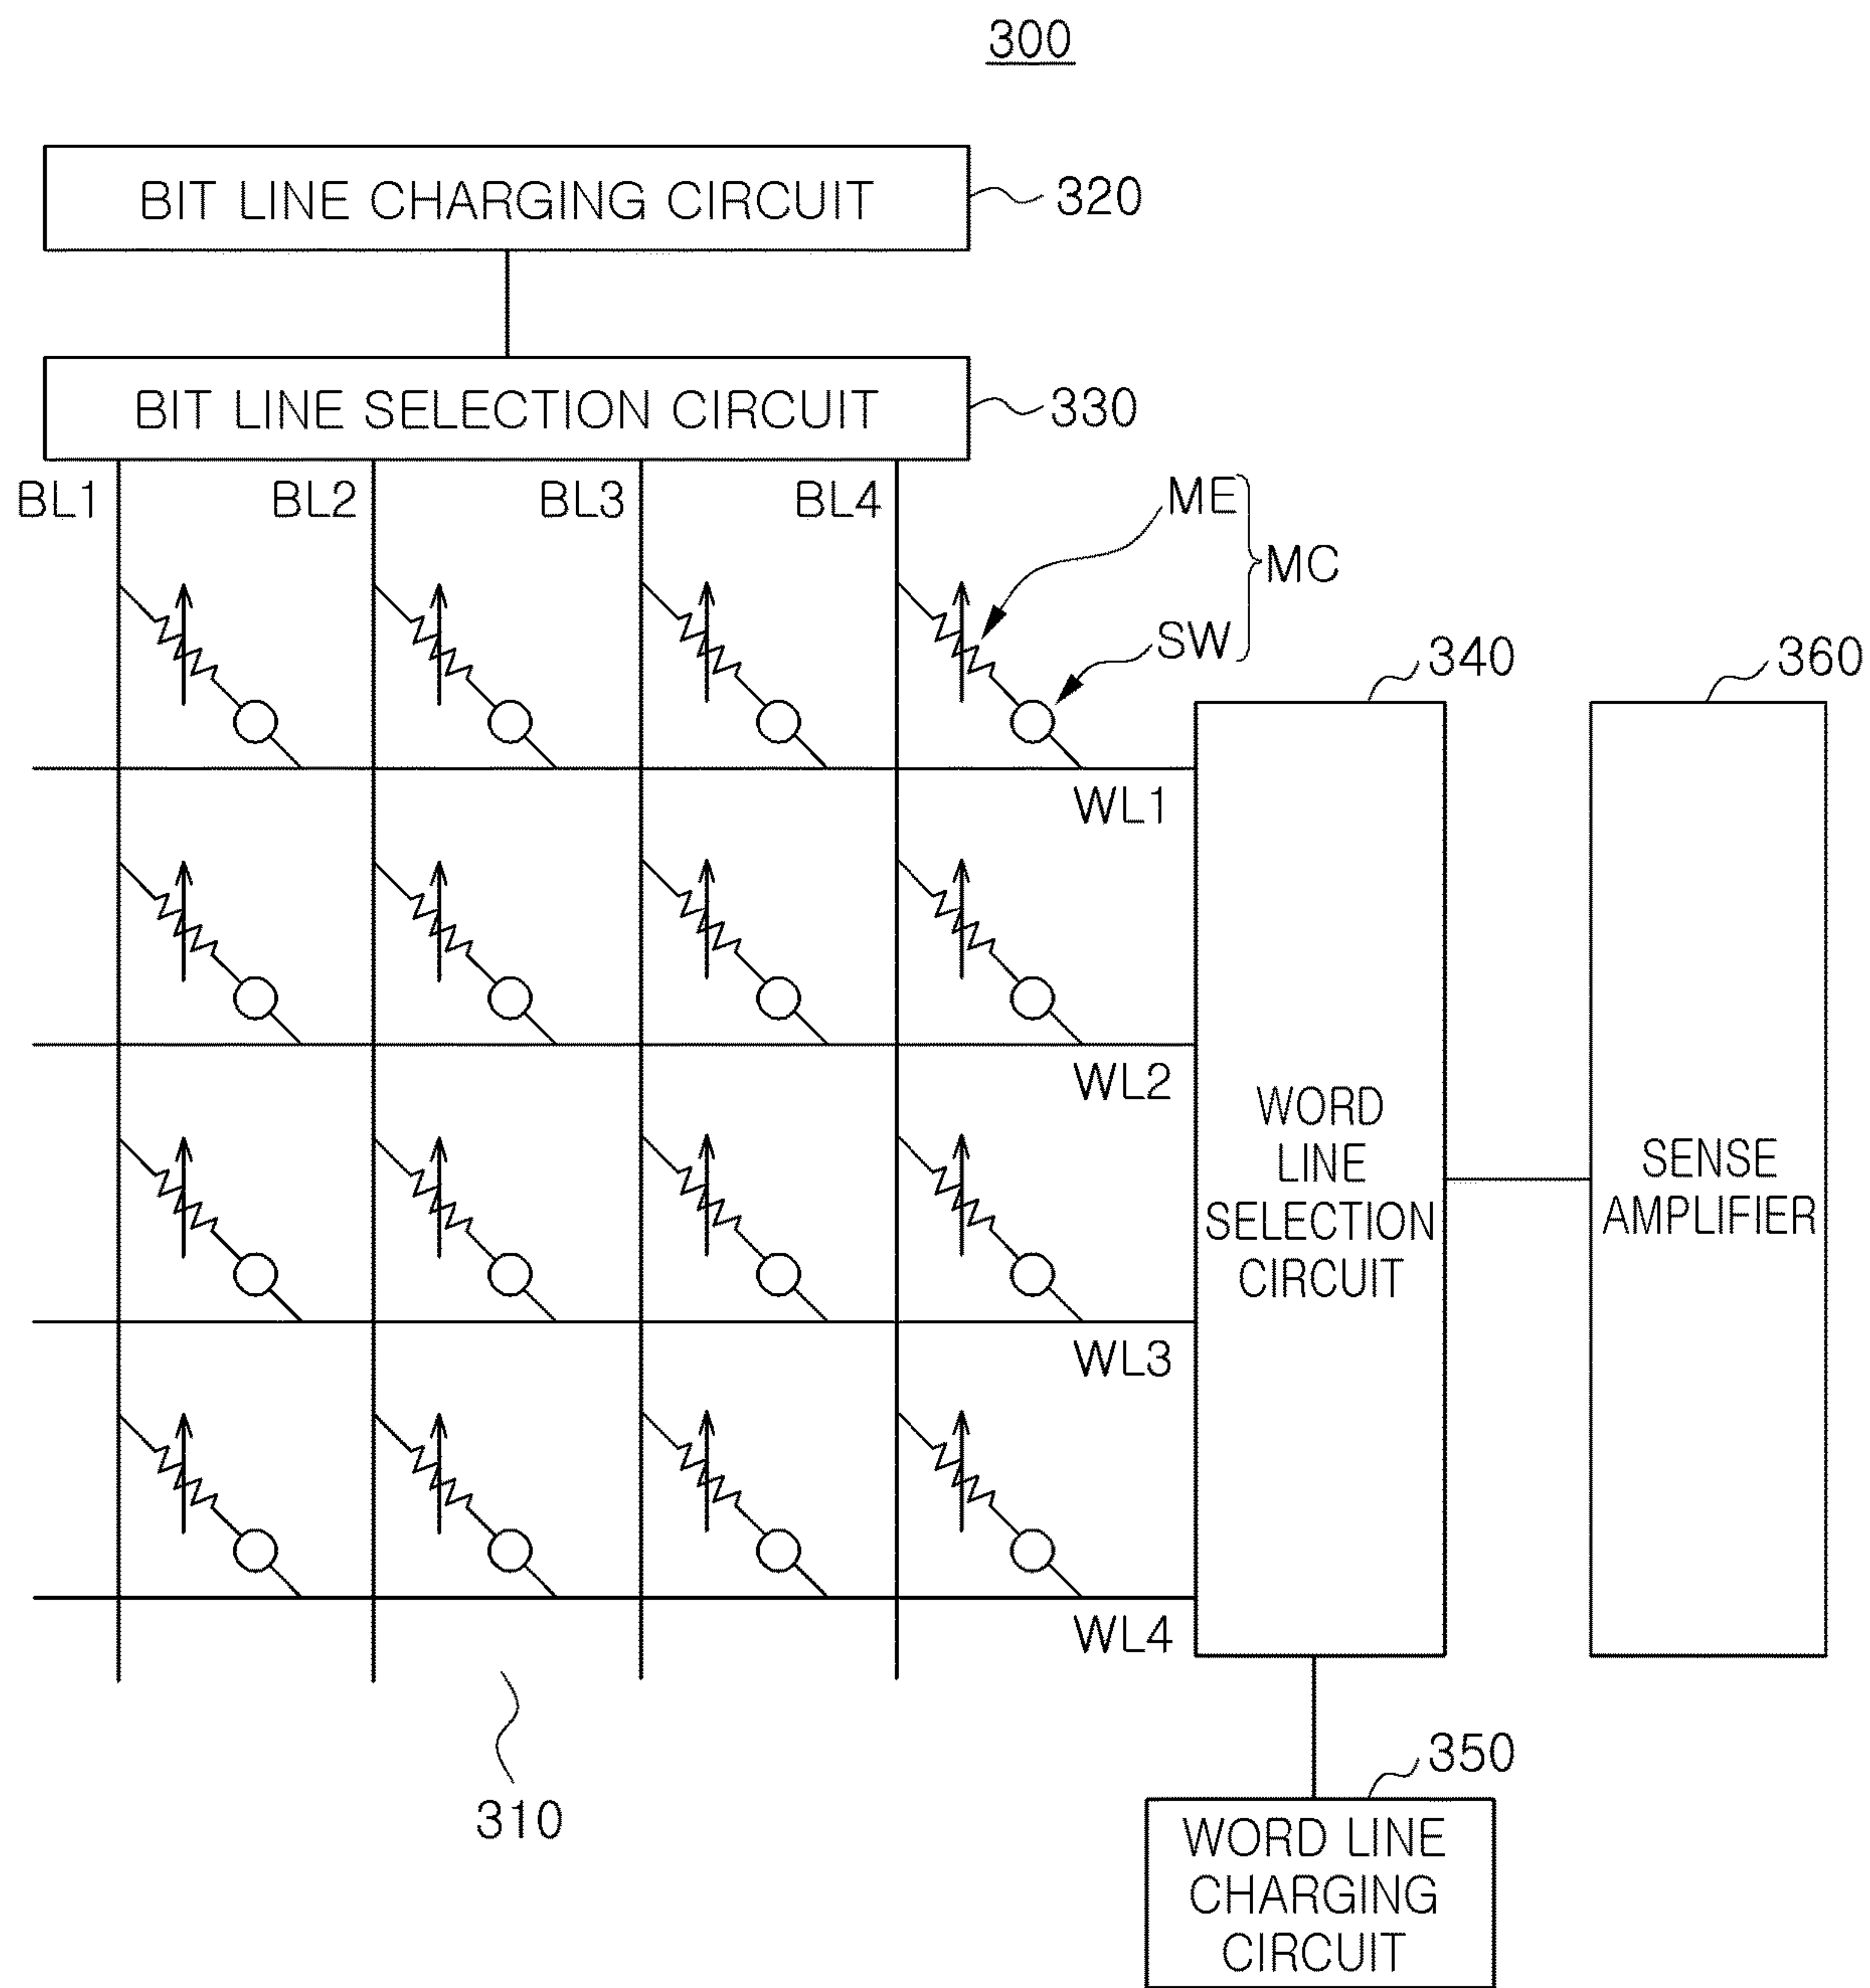 300
BIT LINE CHARGING CIRCUIT
320
BIT LINE SELECTION CIRCUIT
330
BL1
BL2
BL3
BL4
ME
MC
SW
340
360
WL1
WL2
WORD
LINE
SELECTION
CIRCUIT
SENSE
AMPLIFIER
WL3
WL4
310
350
WORD LINE
CHARGING
CIRCUIT